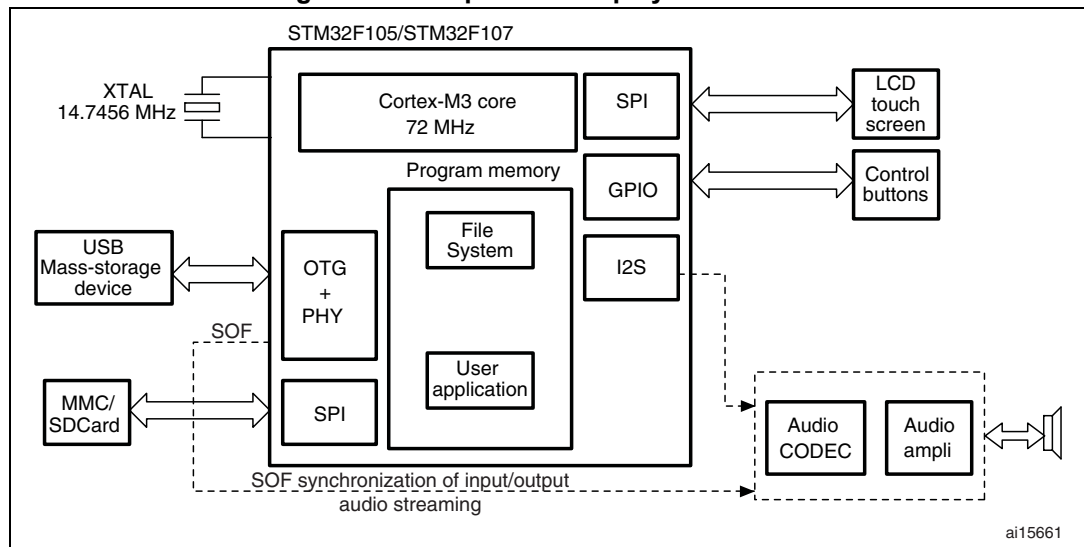 STM32F105/STM32F107
XTAL
14.7456 MHz
Cortex-M3 core
72 MHz
SPI
LCD
touch
screen
Program memory
GPIO
Control
buttons
File
System
I2S
USB
Mass-storage
device
OTG
+
PHY
SOF
User
application
MMC/
SDCard
SPI
Audio
CODEC
Audio
ampli
SOF synchronization of input/output
audio streaming
ai15661